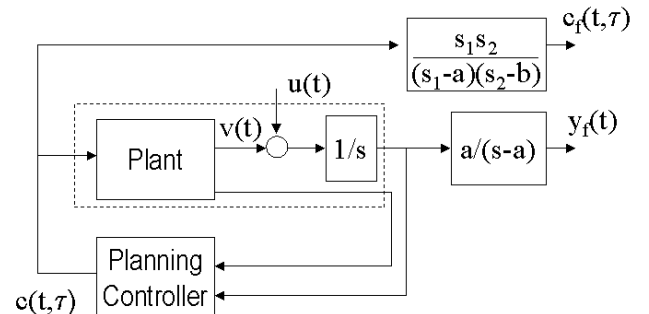 s₁s₂
(s₁-a)(s₂-b)
c_f(t,τ)
u(t)
v(t)
Plant
1/s
a/(s-a)
y_f(t)
Planning
Controller
c(t,τ)